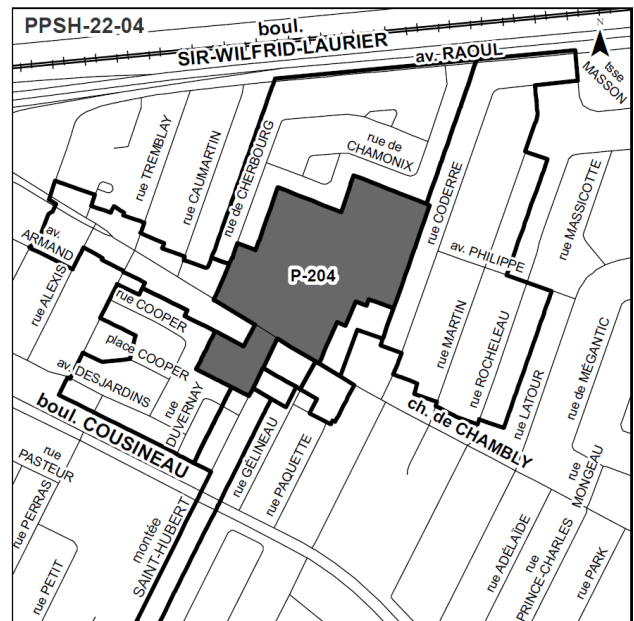 PPSH-22-04
boul.
SIR-WILFRID-LAURIER
av. RAOUL
N
tsse
MASSON
rue TREMBLAY
rue CAUMARTIN
rue de CHERBOURG
rue de
CHAMONIX
rue CODERRE
rue MASSICOTTE
av.
ARMAND
av. PHILIPPE
P-204
rue ALEXIS
rue COOPER
place COOPER
av. DESJARDINS
rue
DUVERNAY
rue MARTIN
rue ROCHELEAU
rue LATOUR
rue de MÉGANTIC
boul. COUSINEAU
ch. de CHAMBLY
rue GÉLINEAU
rue PAQUETTE
rue
MONGEAU
rue
PASTEUR
rue PERRAS
rue PETIT
montée
SAINT-HUBERT
rue ADÉLAÏDE
rue
PRINCE-CHARLES
rue PARK